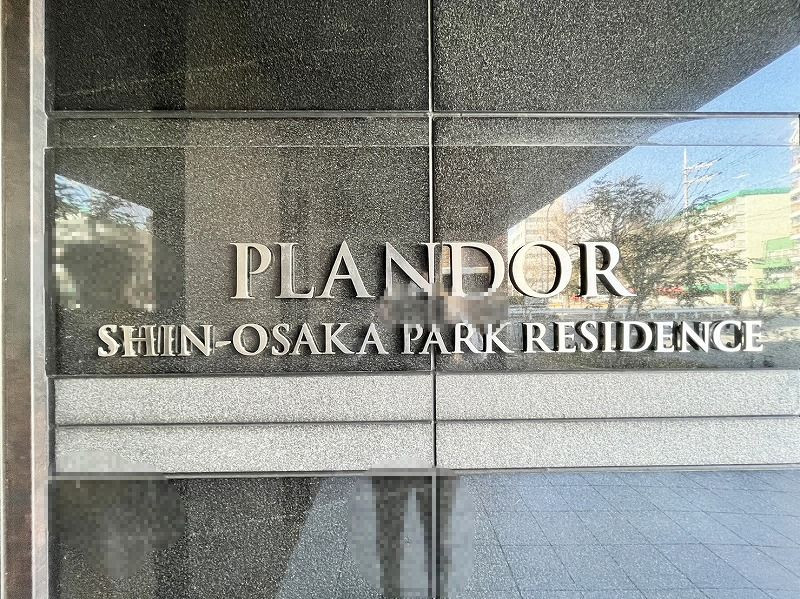 PLANDOR
SHIN-OSAKA PARK RESIDENCE